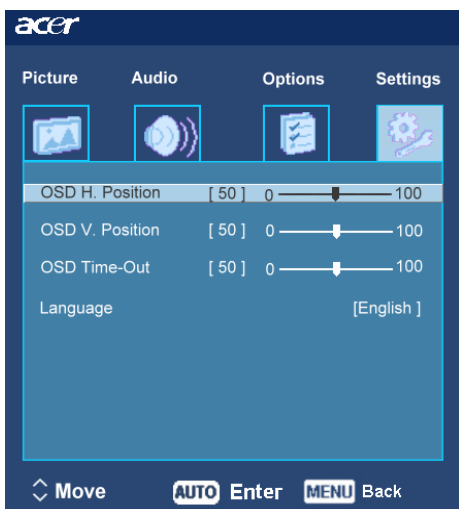 acer
Picture Audio Options Settings
OSD H. Position [ 50 ] 0 100
OSD V. Position [ 50 ] 0 100
OSD Time-Out [ 50 ] 0 100
Language [English ]
Move AUTO Enter MENU Back